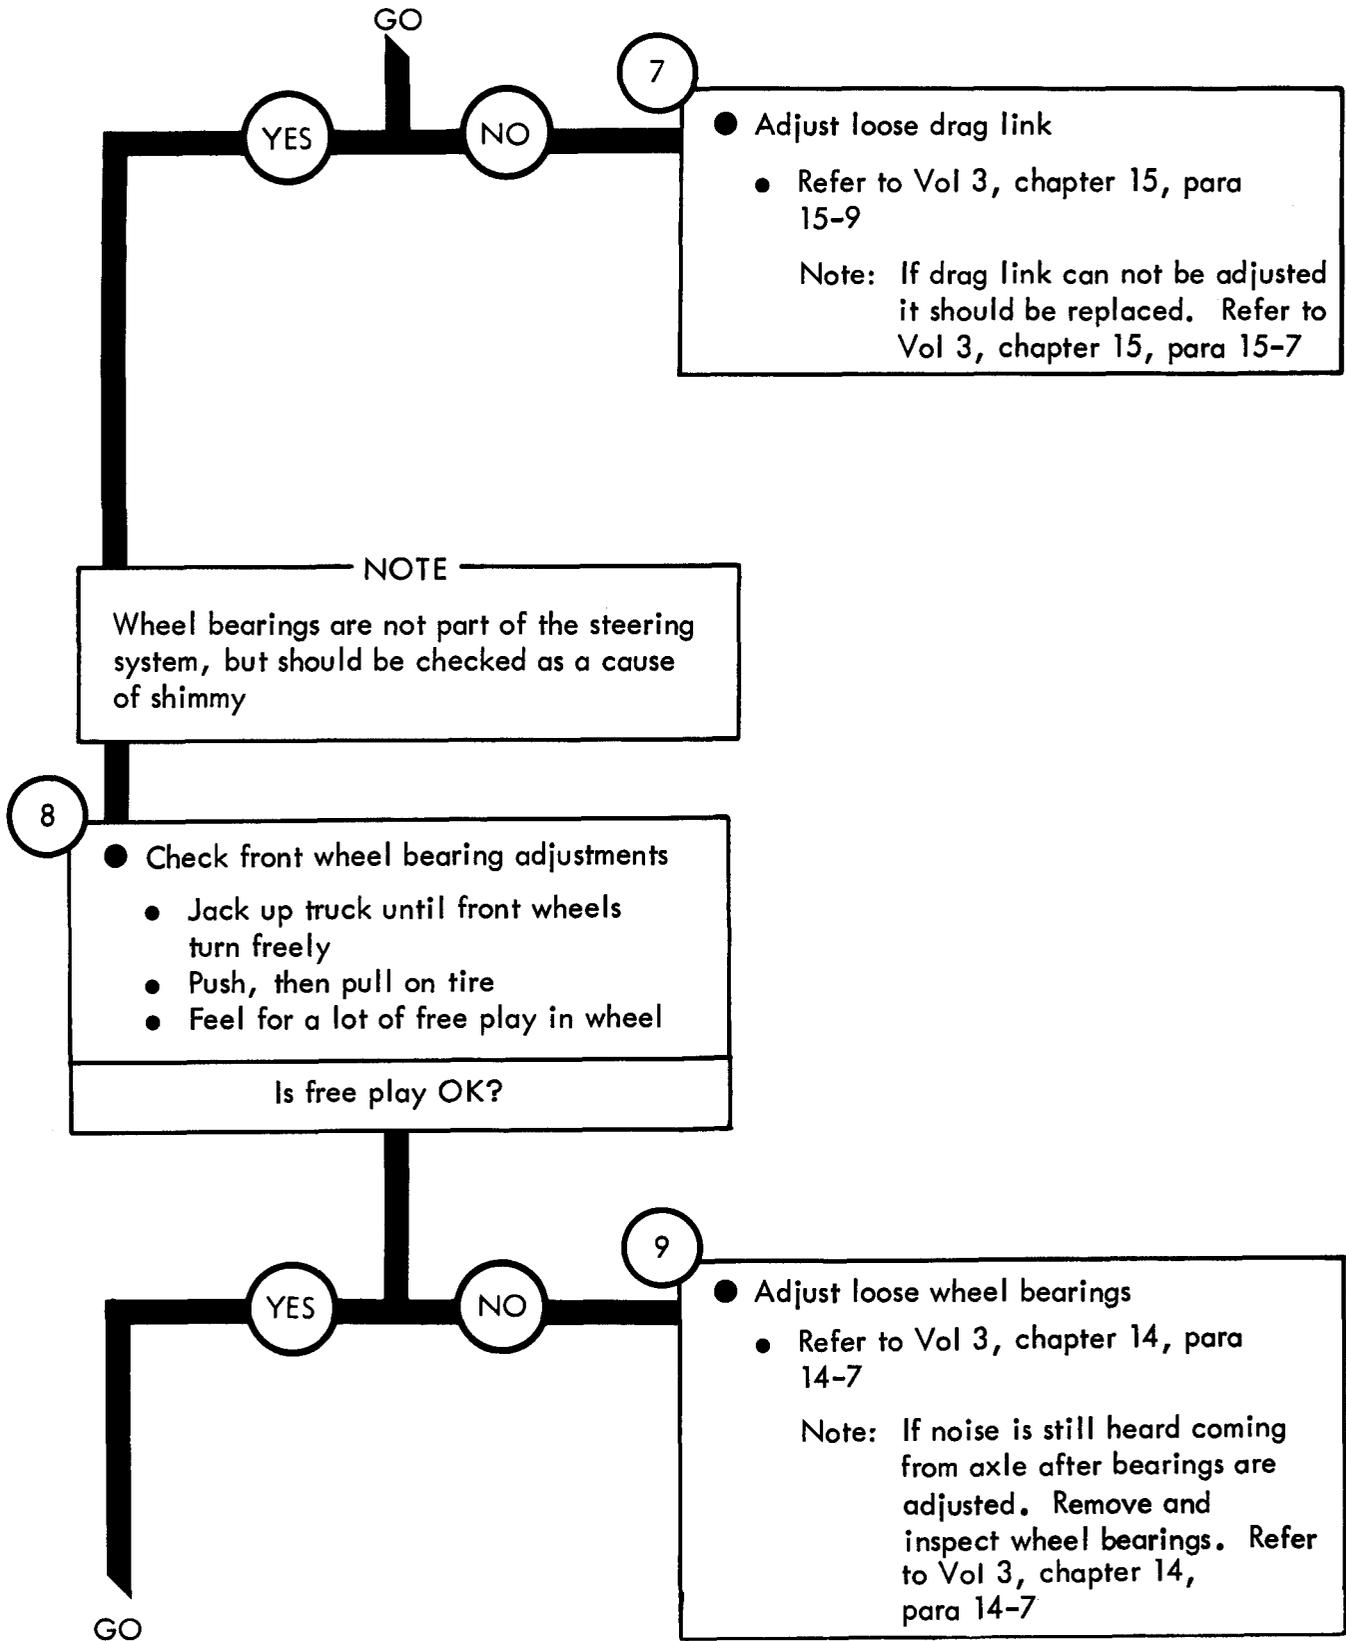 GO
YES
NO
7
● Adjust loose drag link
● Refer to Vol 3, chapter 15, para
15-9
Note: If drag link can not be adjusted
it should be replaced. Refer to
Vol 3, chapter 15, para 15-7
NOTE
Wheel bearings are not part of the steering
system, but should be checked as a cause
of shimmy
8
● Check front wheel bearing adjustments
● Jack up truck until front wheels
turn freely
● Push, then pull on tire
● Feel for a lot of free play in wheel
Is free play OK?
YES
NO
9
● Adjust loose wheel bearings
● Refer to Vol 3, chapter 14, para
14-7
Note: If noise is still heard coming
from axle after bearings are
adjusted. Remove and
inspect wheel bearings. Refer
to Vol 3, chapter 14,
para 14-7
GO